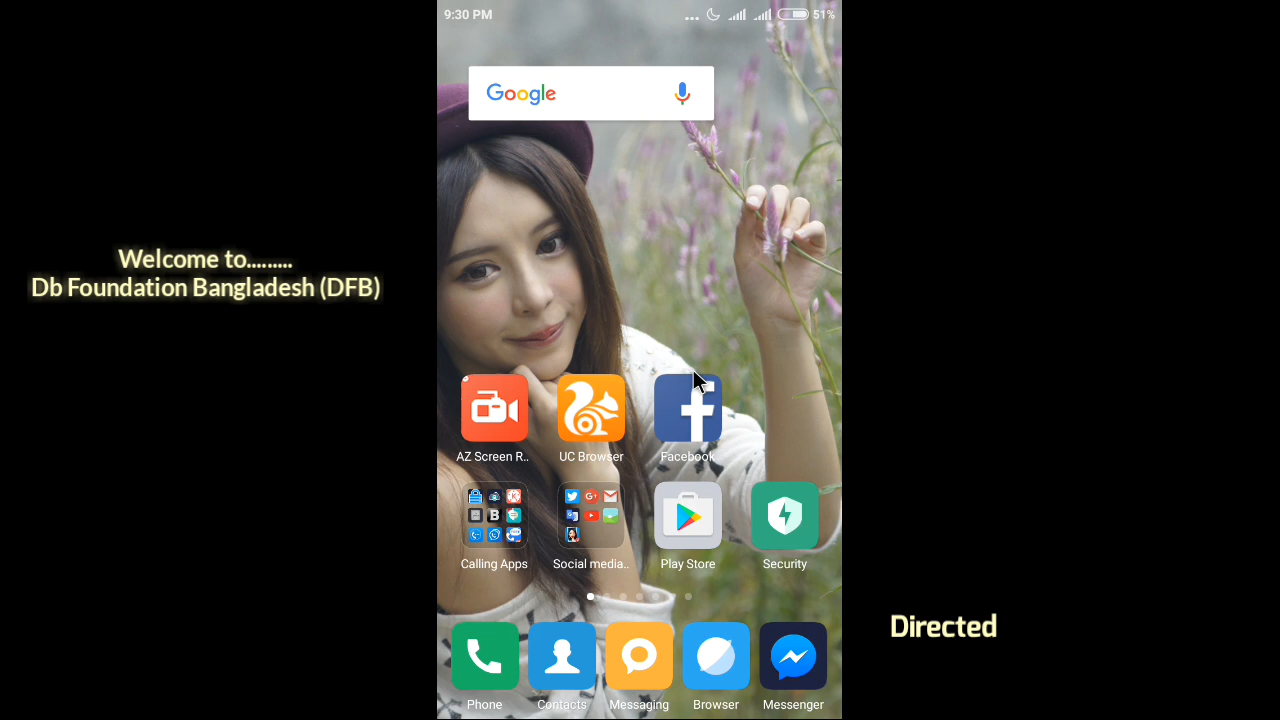 9:30 PM
51%
Google
Welcome to.........
Db Foundation Bangladesh (DFB)
AZ Screen R..
UC Browser
Facebook
Calling Apps
Social media..
Play Store
Security
Directed
Phone
Contacts
Messaging
Browser
Messenger